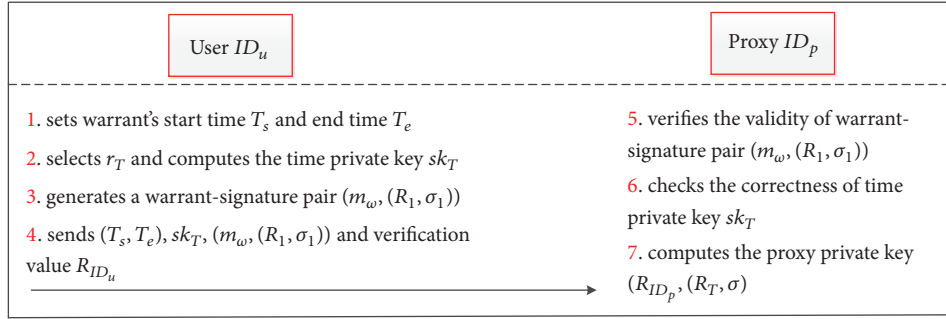 User ID_u
Proxy ID_p
1. sets warrant's start time T_s and end time T_e
2. selects r_T and computes the time private key sk_T
3. generates a warrant-signature pair (m_ω, (R_1, σ_1))
4. sends (T_s, T_e), sk_T, (m_ω, (R_1, σ_1)) and verification
value R_{ID_u}
5. verifies the validity of warrant-
signature pair (m_ω, (R_1, σ_1))
6. checks the correctness of time
private key sk_T
7. computes the proxy private key
(R_{ID_p}, (R_T, σ)